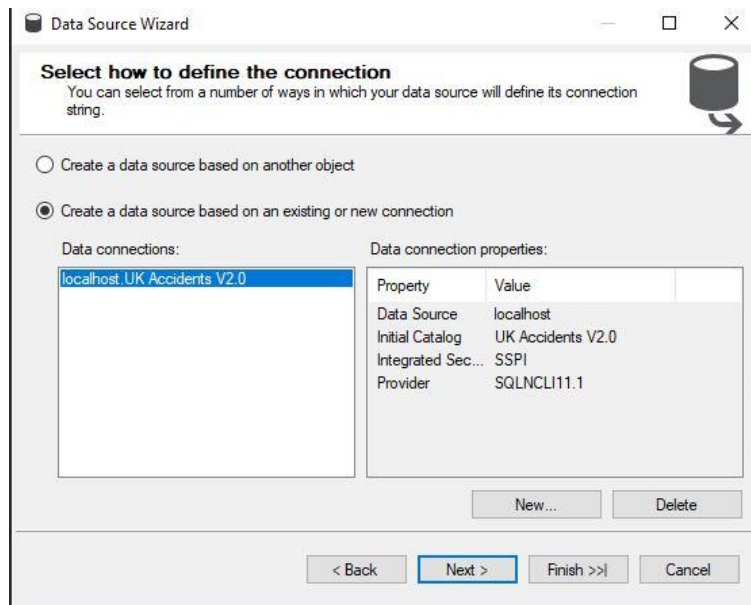 Data Source Wizard
Select how to define the connection
You can select from a number of ways in which your data source will define its connection
string.
Create a data source based on another object
Create a data source based on an existing or new connection
Data connections:
localhost.UK Accidents V2.0
Data connection properties:
Property Value
Data Source localhost
Initial Catalog UK Accidents V2.0
Integrated Sec... SSPI
Provider SQLNCLI11.1
New... Delete
< Back Next > Finish >>| Cancel